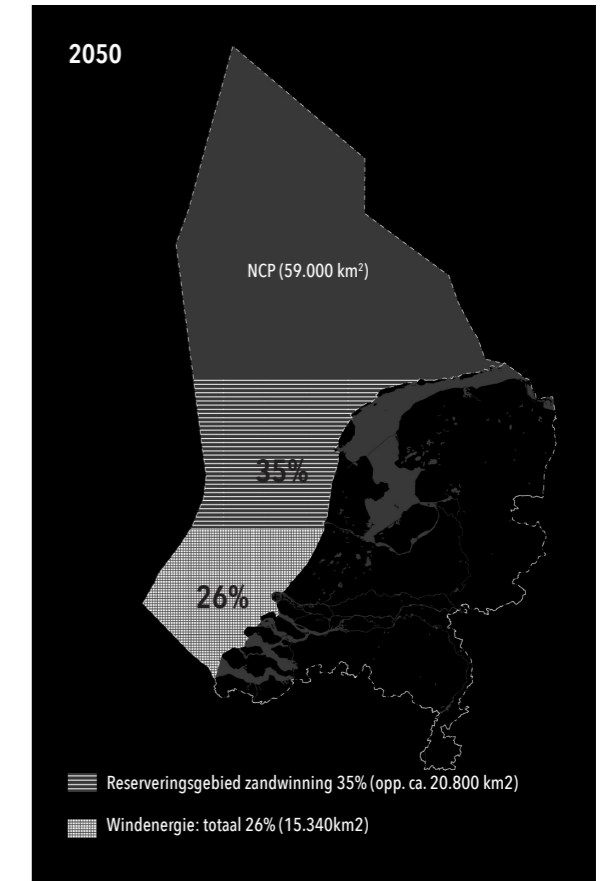 2050
NCP (59.000 km²)
35%
26%
Reserveringsgebied zandwinning 35% (opp. ca. 20.800 km2)
Windenergie: totaal 26% (15.340km2)